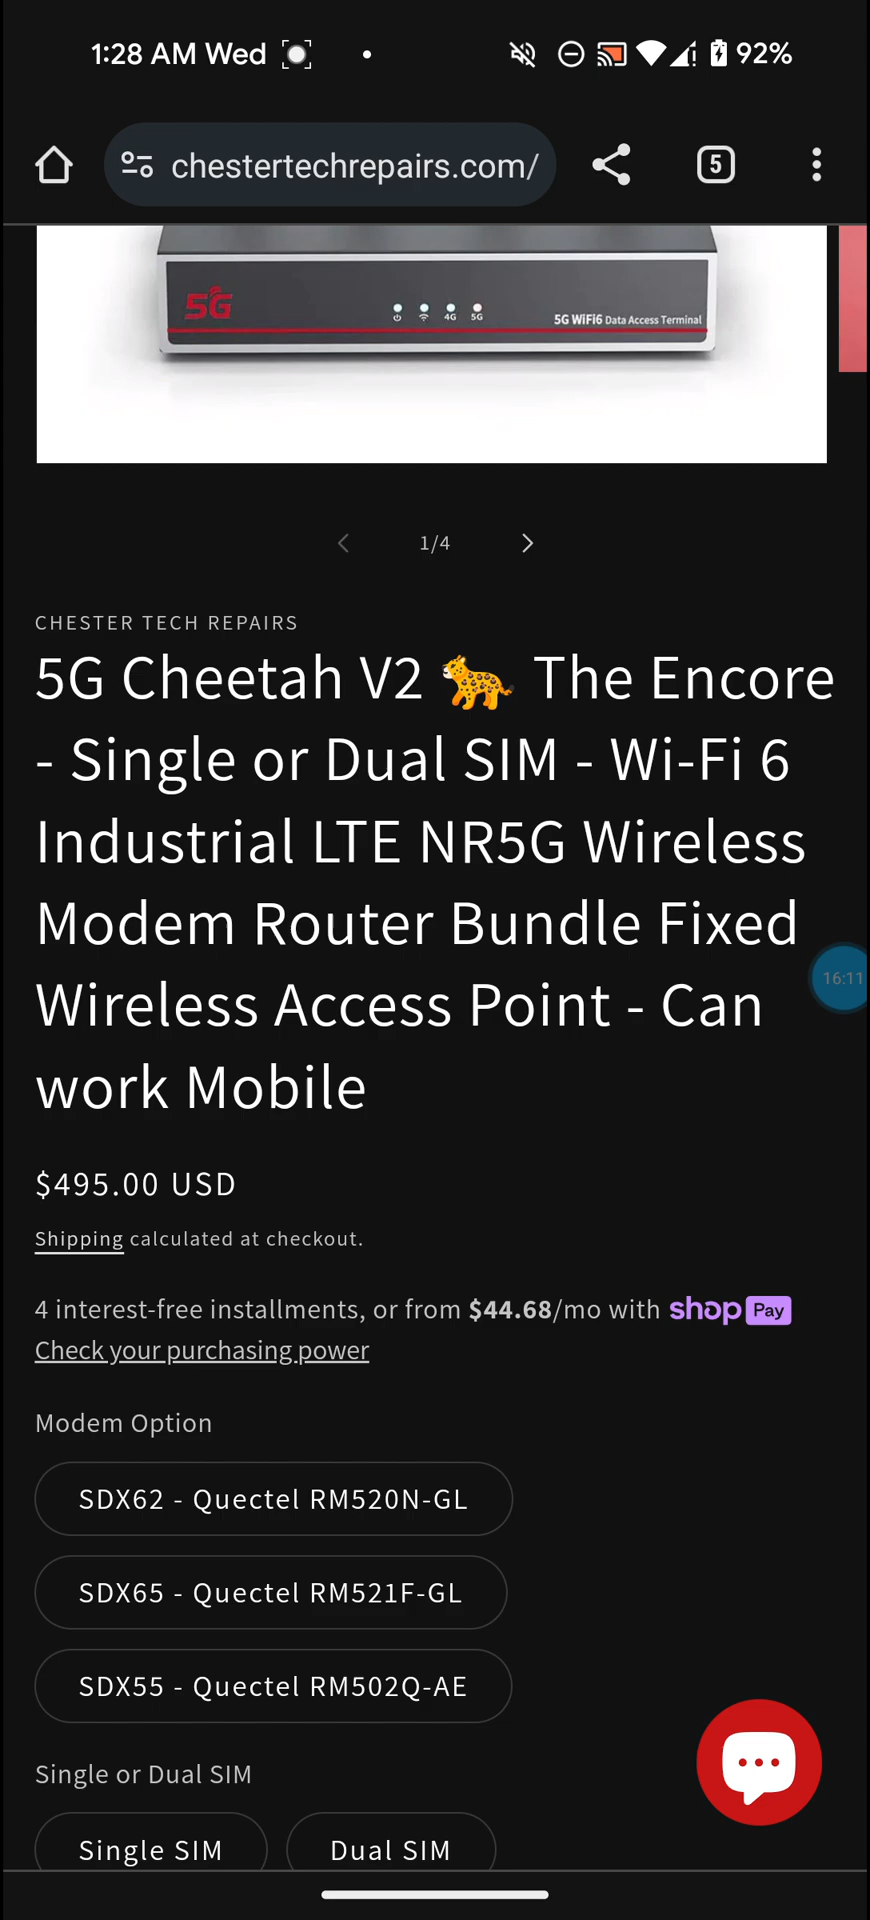 1:28 AM Wed
92%
chestertechrepairs.com/
5
5G
4G 5G
5G WiFi6 Data Access Terminal
1/4
CHESTER TECH REPAIRS
5G Cheetah V2 🐆 The Encore
- Single or Dual SIM - Wi-Fi 6
Industrial LTE NR5G Wireless
Modem Router Bundle Fixed
Wireless Access Point - Can
work Mobile
16:11
$495.00 USD
Shipping calculated at checkout.
4 interest-free installments, or from $44.68/mo with shop Pay
Check your purchasing power
Modem Option
SDX62 - Quectel RM520N-GL
SDX65 - Quectel RM521F-GL
SDX55 - Quectel RM502Q-AE
Single or Dual SIM
Single SIM
Dual SIM